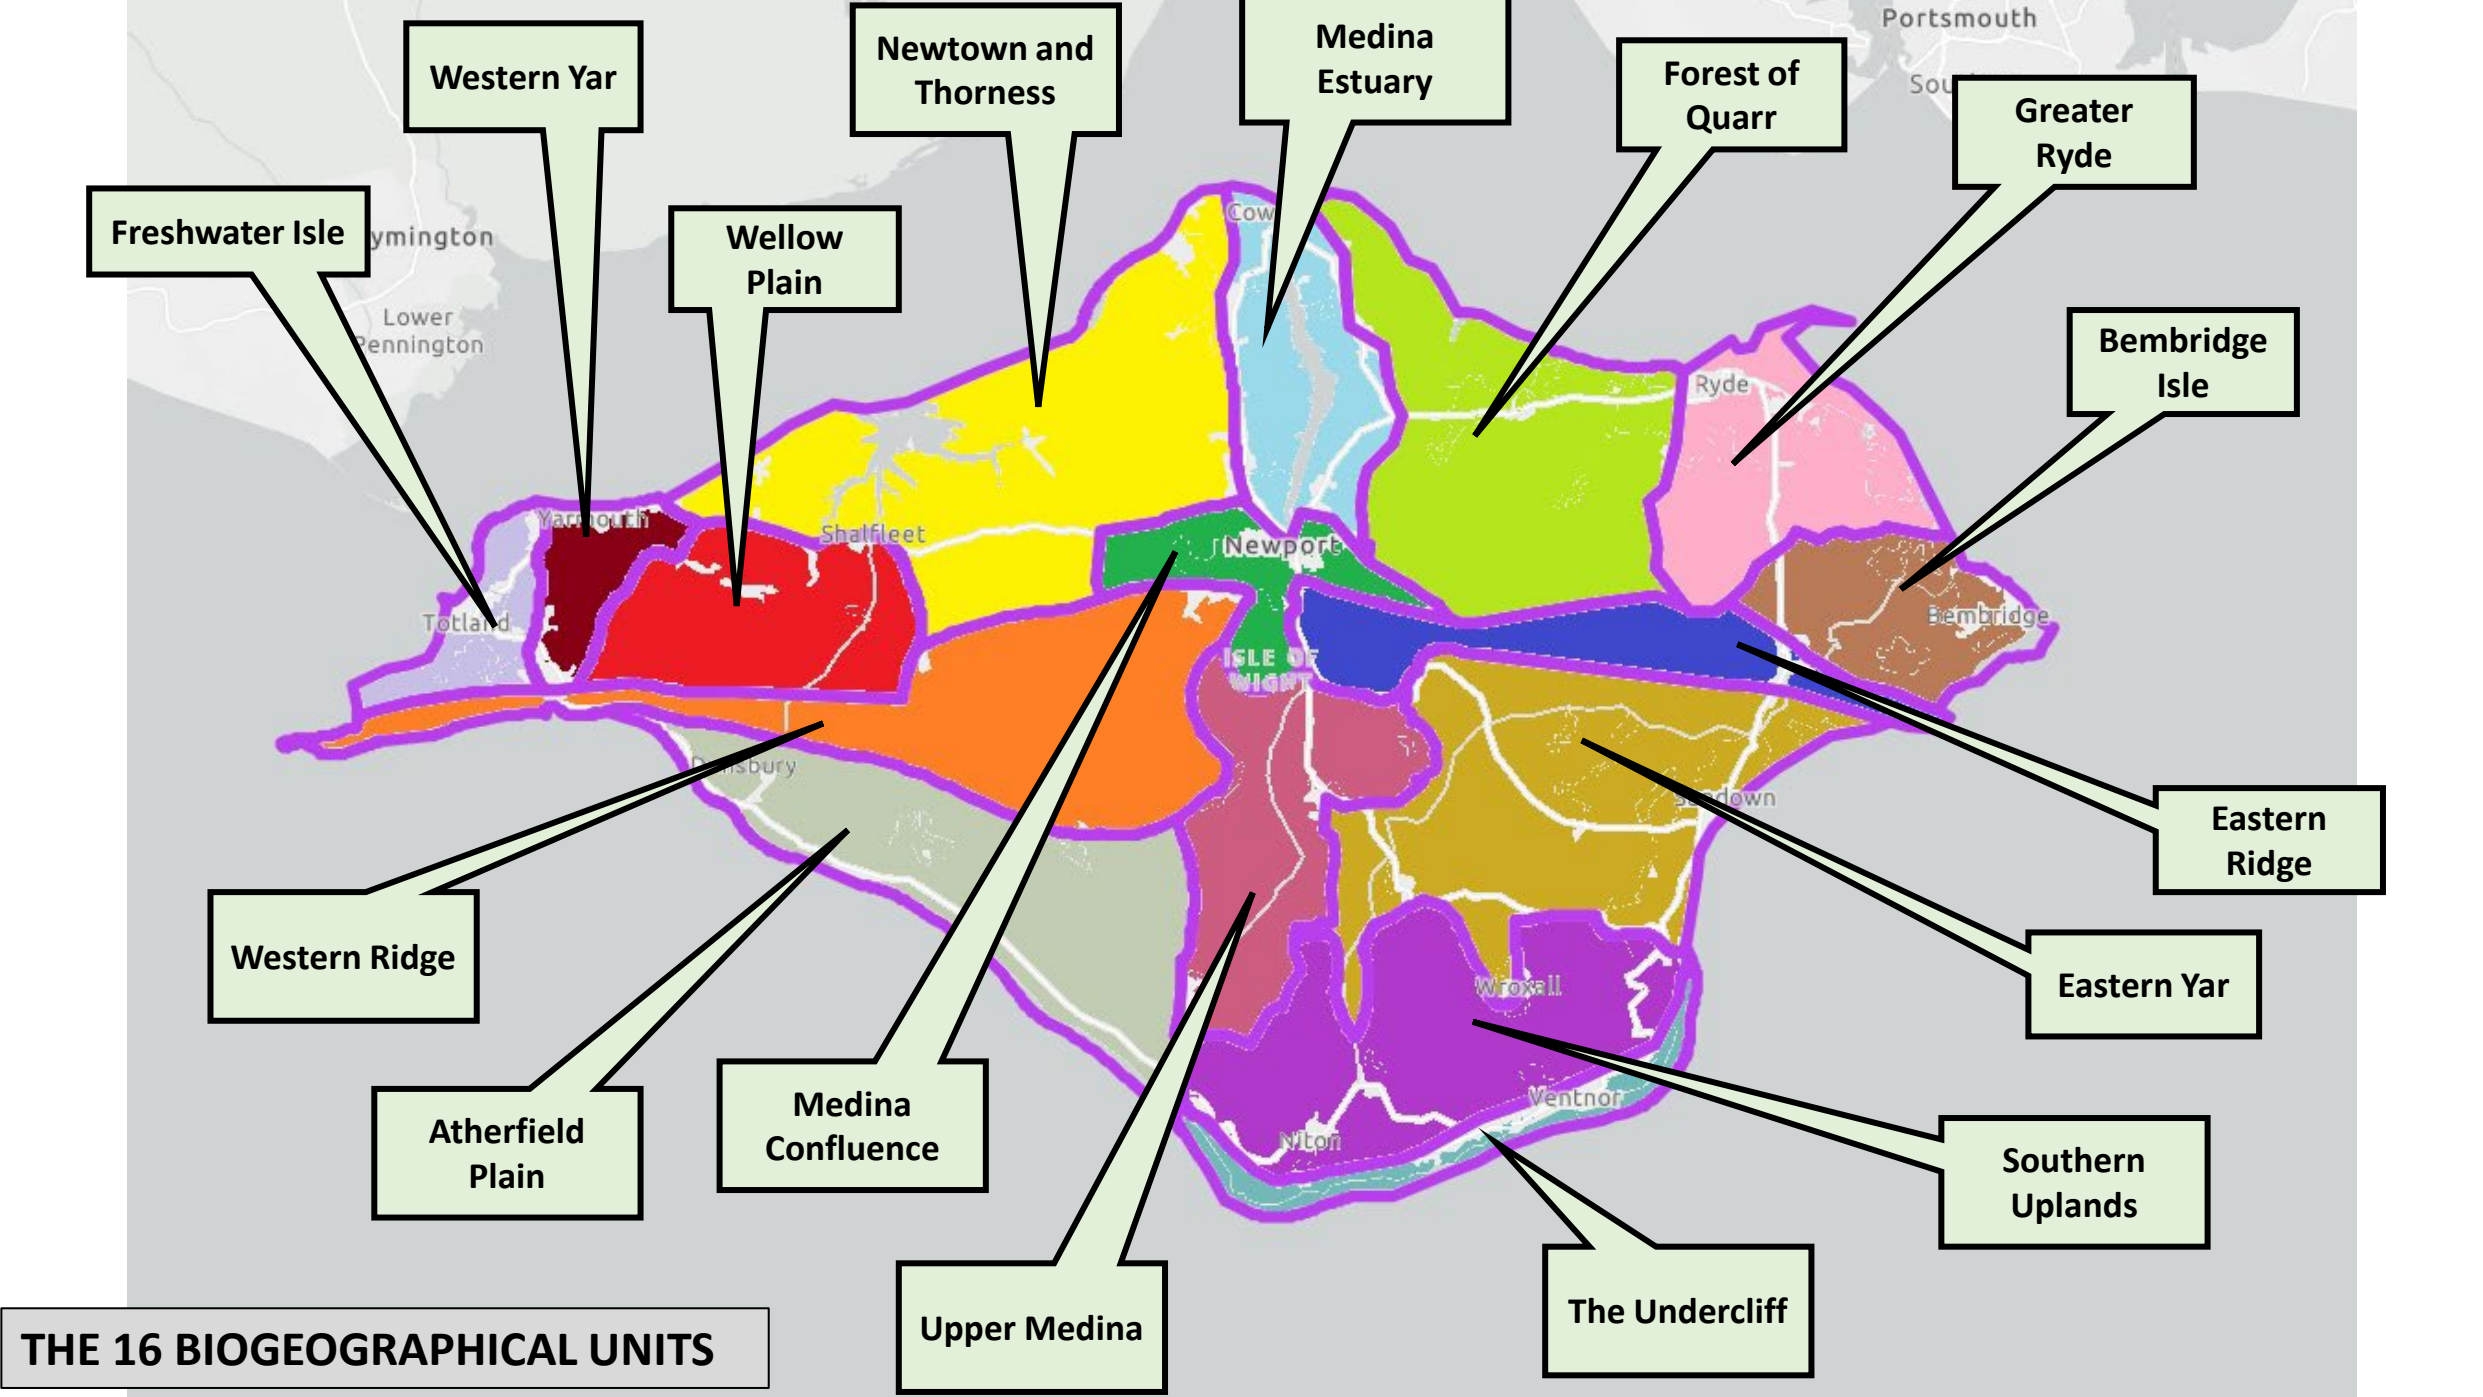 Portsmouth
Medina
Estuary
Newtown and
Thorness
Western Yar
Forest of
Quarr
Greater
Ryde
Freshwater Isle
Wellow
Plain
Lower
Pennington
Bembridge
Isle
Ryde
Yarmouth
Shalfleet
Newport
Totland
Bembridge
ISLE OF
WIGHT
Eastern
Ridge
Western Ridge
Eastern Yar
Wroxall
Ventnor
Niton
Atherfield
Plain
Medina
Confluence
Southern
Uplands
Upper Medina
The Undercliff
THE 16 BIOGEOGRAPHICAL UNITS